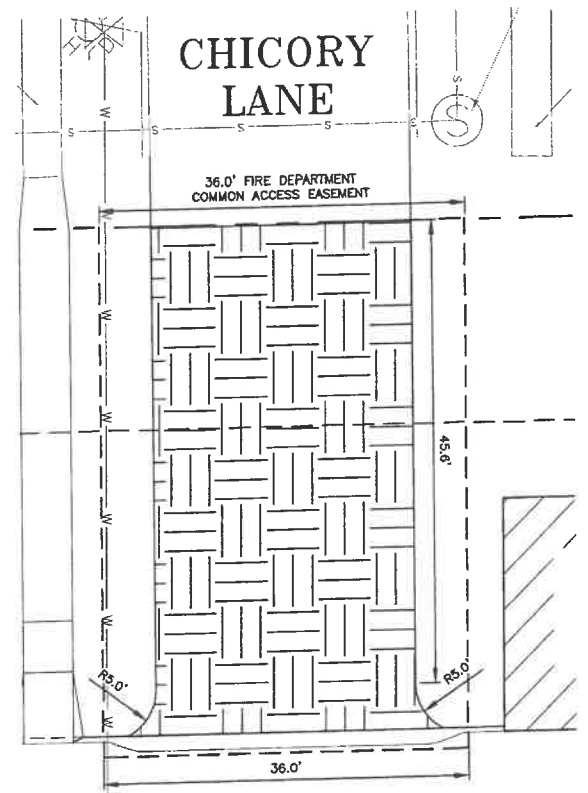 CHICORY
LANE
W
S
S
S
S
S
S
36.0' FIRE DEPARTMENT
COMMON ACCESS EASEMENT
W
W
W
45.6'
W
W
R5.0'
R5.0'
W
36.0'